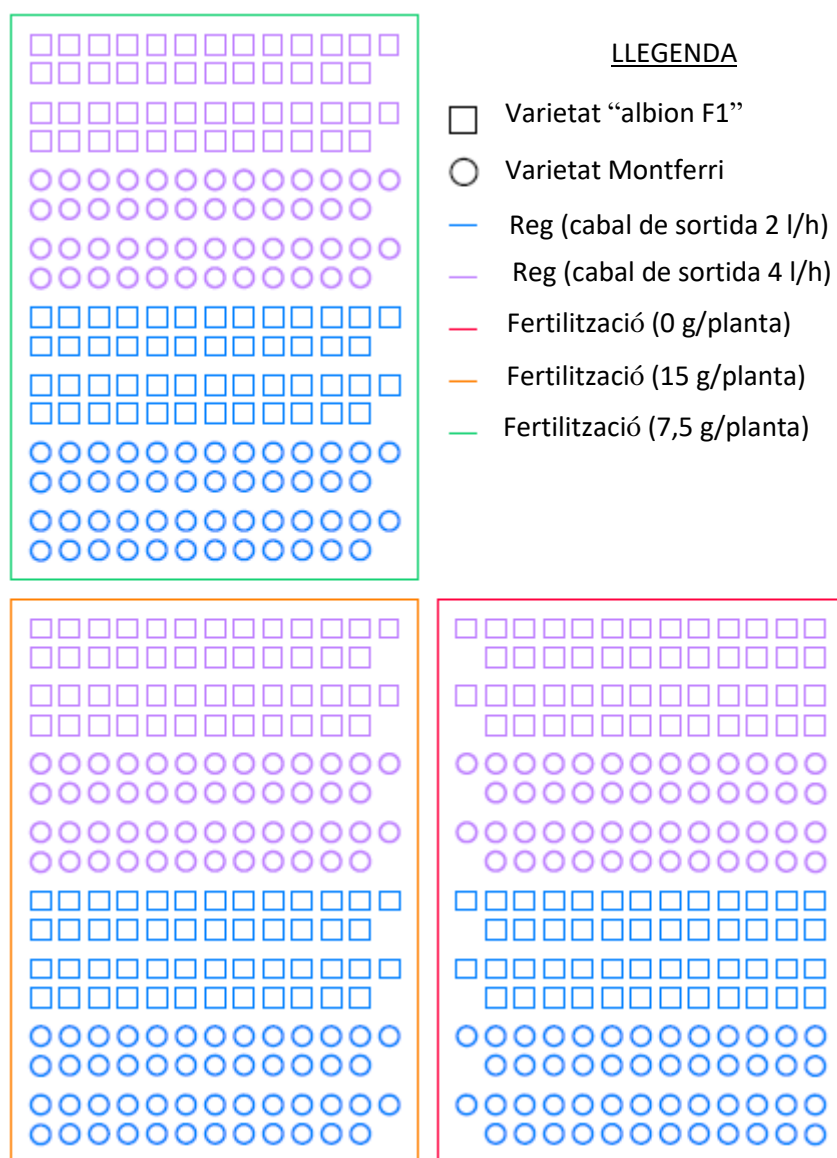 LLEGENDA
Varietat “albion F1”
Varietat Montferri
Reg (cabal de sortida 2 l/h)
Reg (cabal de sortida 4 l/h)
Fertilització (0 g/planta)
Fertilització (15 g/planta)
Fertilització (7,5 g/planta)